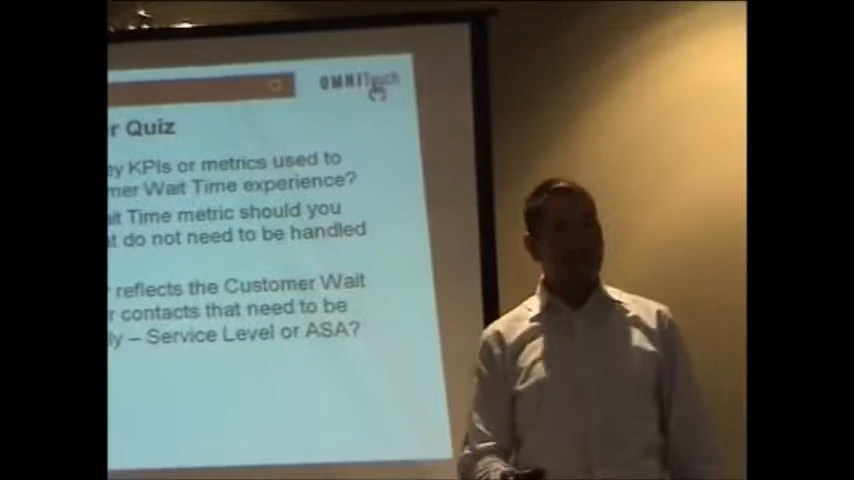 OMNITouch
r Quiz
ey KPIs or metrics used to
mer Wait Time experience?
ait Time metric should you
t do not need to be handled
reflects the Customer Wait
r contacts that need to be
ly – Service Level or ASA?